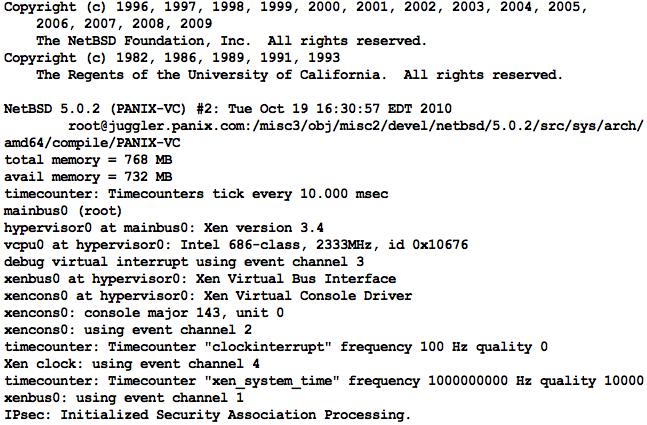 Copyright (c) 1996, 1997, 1998, 1999, 2000, 2001, 2002, 2003, 2004, 2005,
    2006, 2007, 2008, 2009
    The NetBSD Foundation, Inc.  All rights reserved.
Copyright (c) 1982, 1986, 1989, 1991, 1993
    The Regents of the University of California.  All rights reserved.

NetBSD 5.0.2 (PANIX-VC) #2: Tue Oct 19 16:30:57 EDT 2010
        root@juggler.panix.com:/misc3/obj/misc2/devel/netbsd/5.0.2/src/sys/arch/
amd64/compile/PANIX-VC
total memory = 768 MB
avail memory = 732 MB
timecounter: Timecounters tick every 10.000 msec
mainbus0 (root)
hypervisor0 at mainbus0: Xen version 3.4
vcpu0 at hypervisor0: Intel 686-class, 2333MHz, id 0x10676
debug virtual interrupt using event channel 3
xenbus0 at hypervisor0: Xen Virtual Bus Interface
xencons0 at hypervisor0: Xen Virtual Console Driver
xencons0: console major 143, unit 0
xencons0: using event channel 2
timecounter: Timecounter "clockinterrupt" frequency 100 Hz quality 0
Xen clock: using event channel 4
timecounter: Timecounter "xen_system_time" frequency 1000000000 Hz quality 10000
xenbus0: using event channel 1
IPsec: Initialized Security Association Processing.